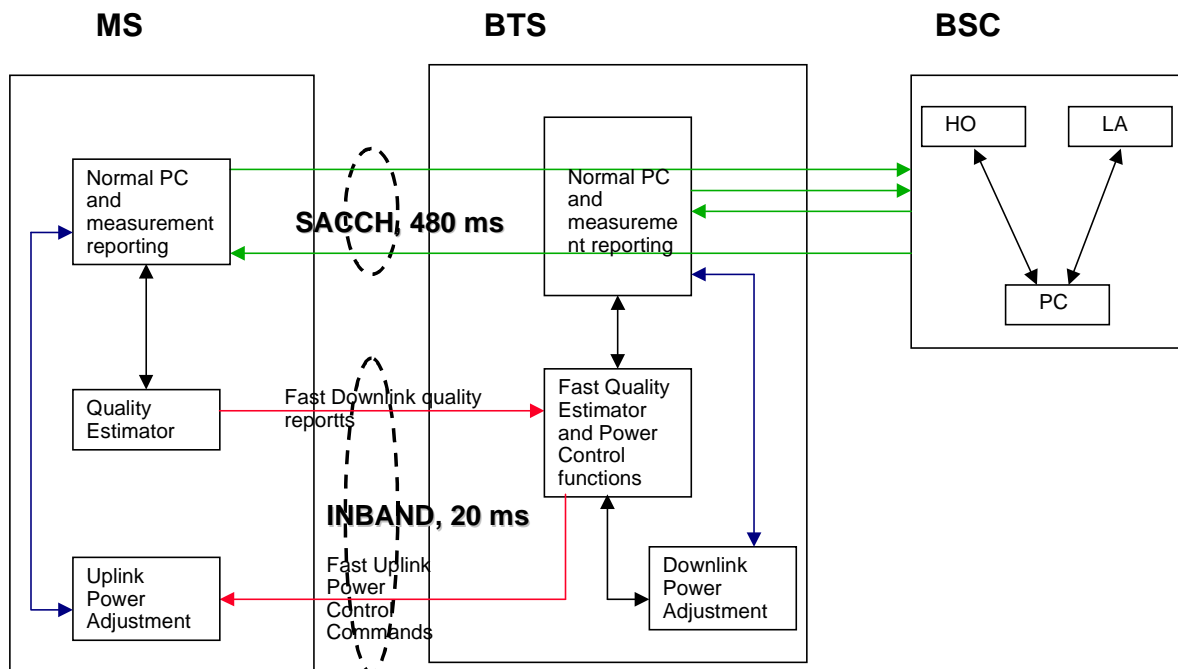 MS
BTS
BSC
HO
LA
PC
Normal PC
and
measurement
reporting
SACCH, 480 ms
Normal PC
and
measureme
nt reporting
Quality
Estimator
Fast Downlink quality
reportts
Fast Quality
Estimator
and Power
Control
functions
INBAND, 20 ms
Uplink
Power
Adjustment
Fast Uplink
Power
Control
Commands
Downlink
Power
Adjustment